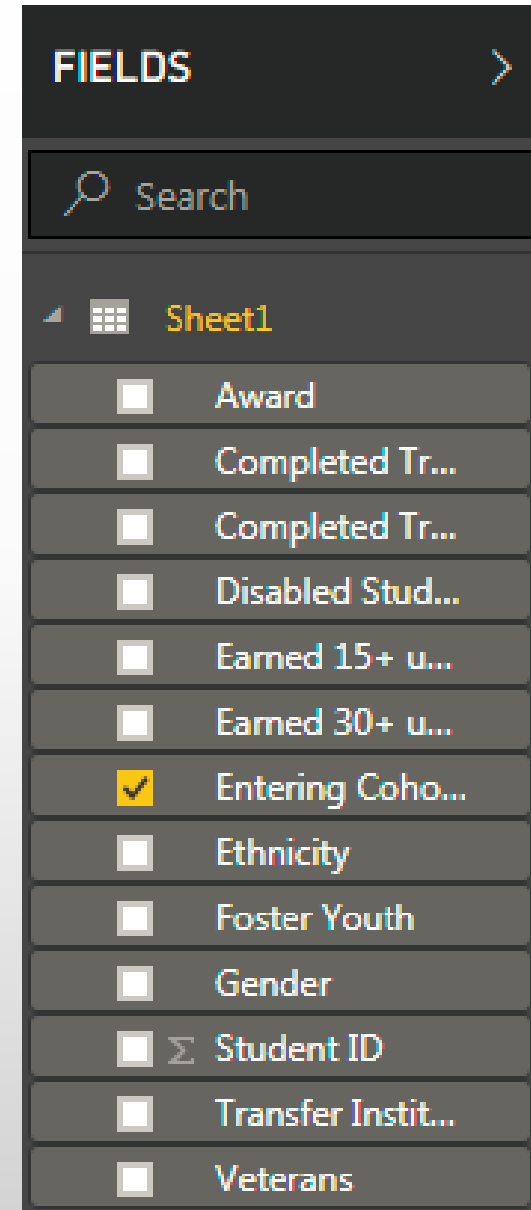 FIELDS
Search
Sheet1
Award
Completed Tr...
Completed Tr...
Disabled Stud...
Earned 15+ u...
Earned 30+ u...
Entering Coho...
Ethnicity
Foster Youth
Gender
Σ Student ID
Transfer Instit...
Veterans